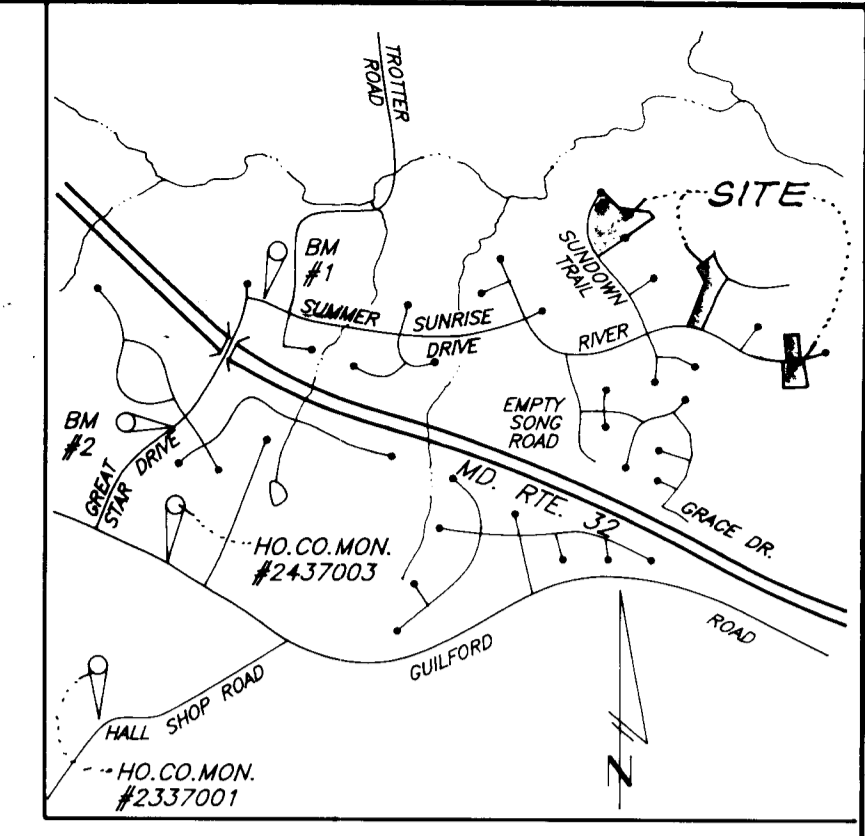 TROTTER
ROAD
SITE
BM
#1
SUNDOWN
TRAIL
SUMMER SUNRISE
DRIVE
RIVER
EMPTY
SONG
ROAD
BM
#2
GREAT
STAR DRIVE
MD. RTE. 32
GRACE DR.
HO.CO.MON.
#2437003
GUILFORD ROAD
HALL SHOP ROAD
HO.CO.MON.
#2337001
N